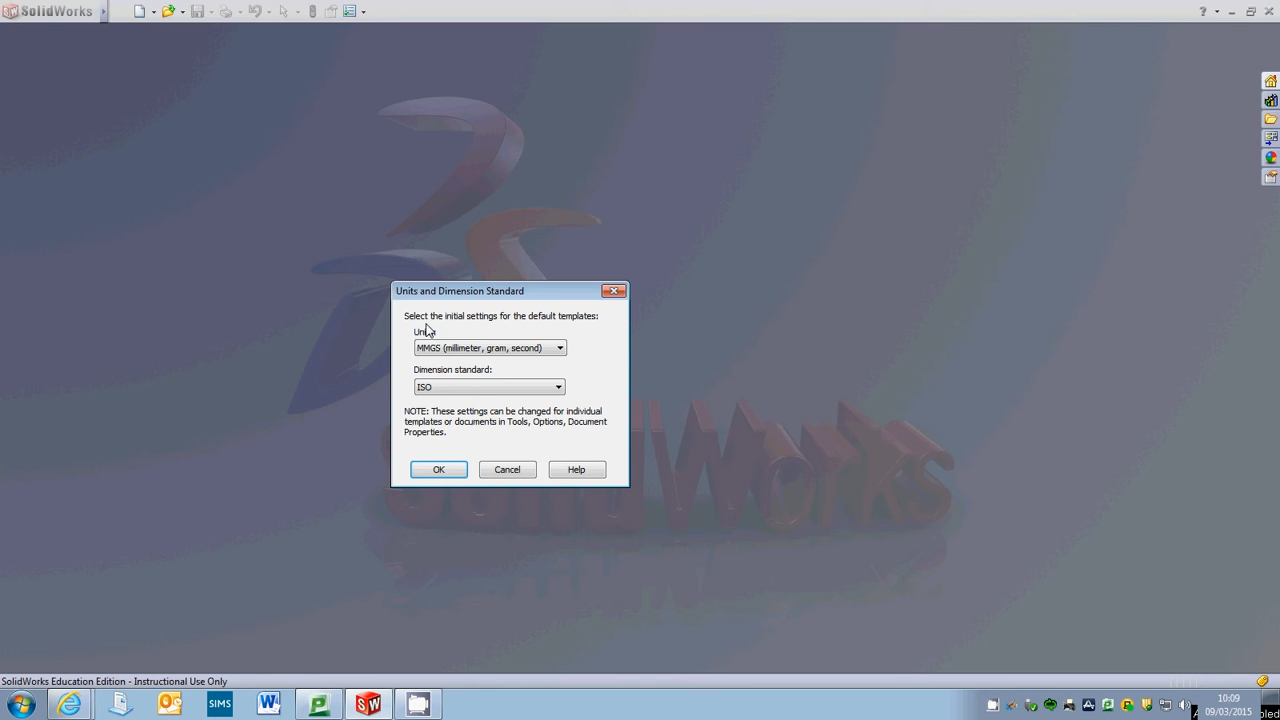 SolidWorks
Units and Dimension Standard
Select the initial settings for the default templates:
MMGS (millimeter, gram, second)
Dimension standard:
ISO
NOTE: These settings can be changed for individual
templates or documents in Tools, Options, Document
Properties.
OK Cancel Help
SolidWorks
SolidWorks Education Edition - Instructional Use Only
SIMS
10:09
09/03/2015